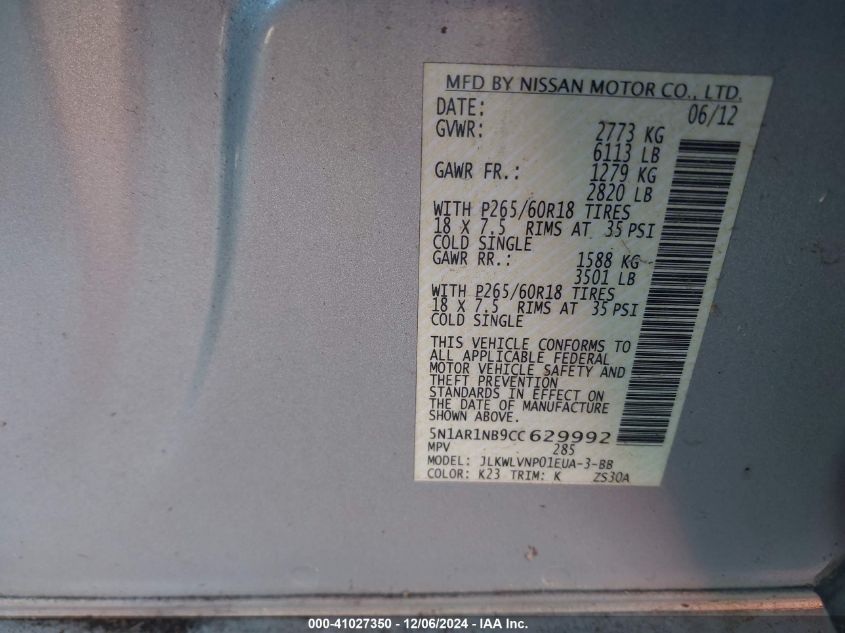 MFD BY NISSAN MOTOR CO., LTD.
DATE: 06/12
GVWR: 2773 KG
6113 LB
GAWR FR.: 1279 KG
2820 LB
WITH P265/60R18 TIRES
18 X 7.5 RIMS AT 35 PSI
COLD SINGLE
GAWR RR.: 1588 KG
3501 LB
WITH P265/60R18 TIRES
18 X 7.5 RIMS AT 35 PSI
COLD SINGLE
THIS VEHICLE CONFORMS TO
ALL APPLICABLE FEDERAL
MOTOR VEHICLE SAFETY AND
THEFT PREVENTION
STANDARDS IN EFFECT ON
THE DATE OF MANUFACTURE
SHOWN ABOVE.
5N1AR1NB9CC 629992
MPV 285
MODEL: JLKWLVNP01EUA-3-BB
COLOR: K23 TRIM: K ZS30A
000-41027350 - 12/06/2024 - IAA Inc.